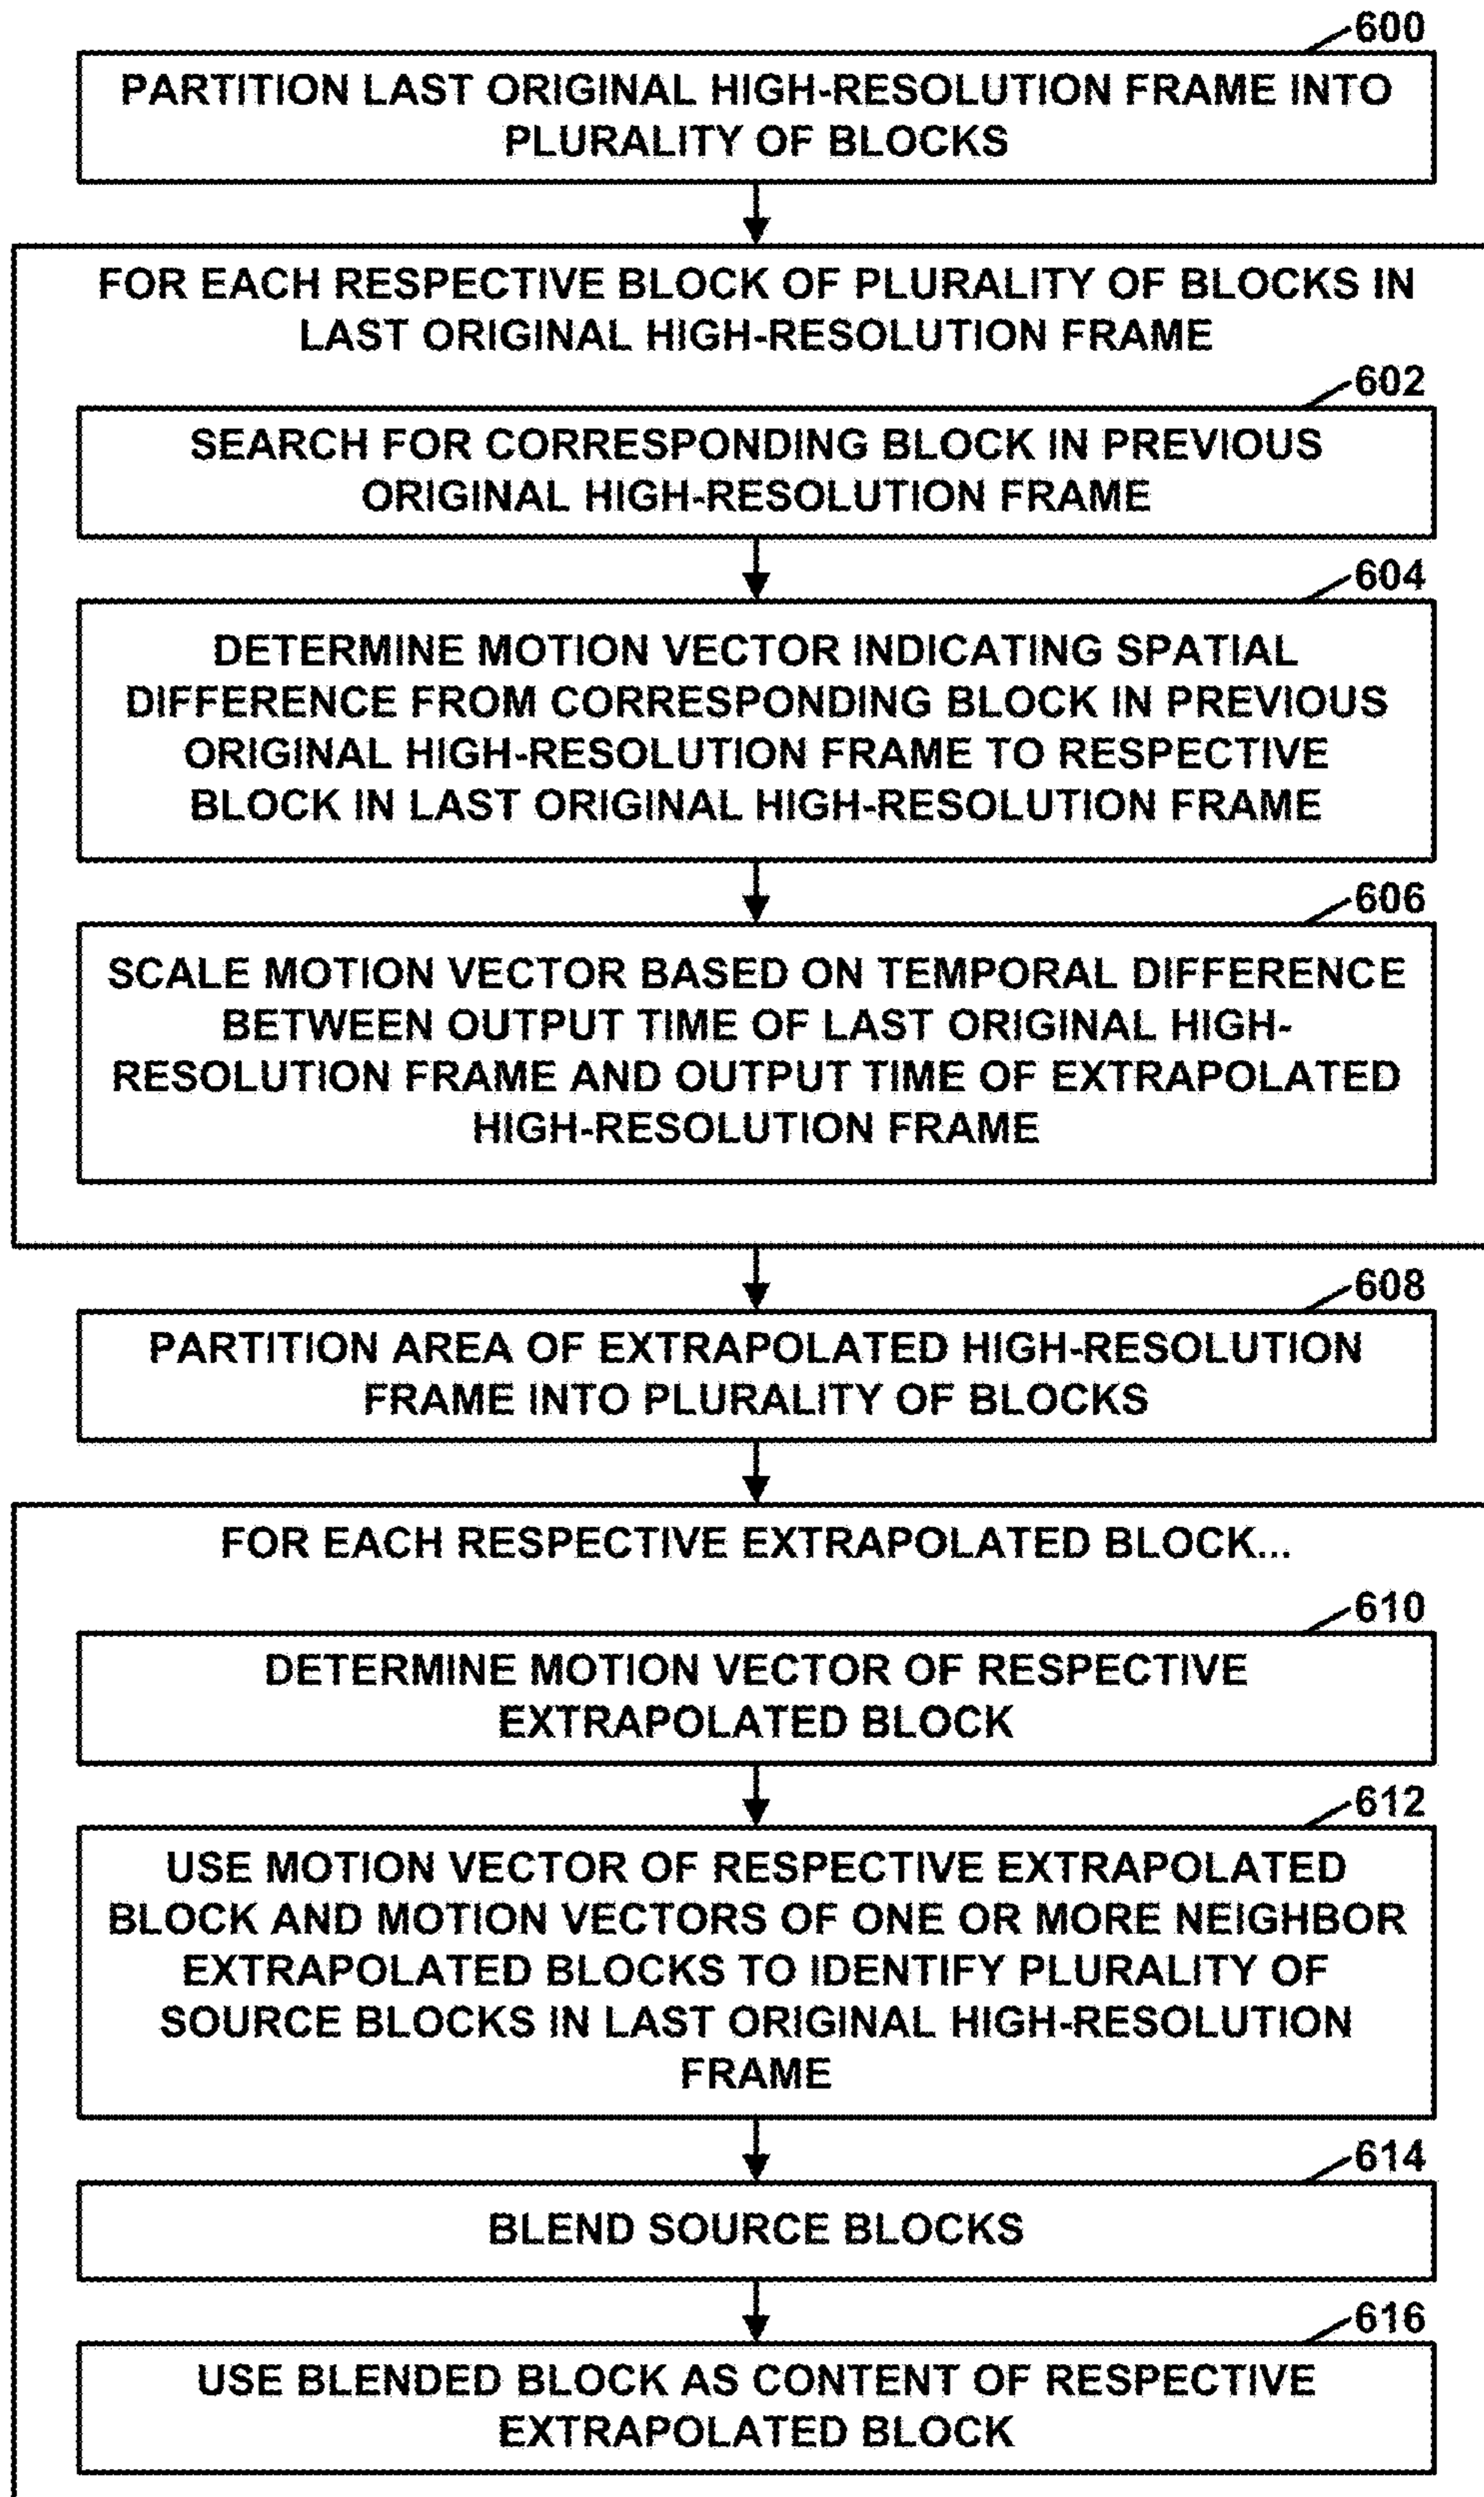 600
PARTITION LAST ORIGINAL HIGH-RESOLUTION FRAME INTO
PLURALITY OF BLOCKS
FOR EACH RESPECTIVE BLOCK OF PLURALITY OF BLOCKS IN
LAST ORIGINAL HIGH-RESOLUTION FRAME
602
SEARCH FOR CORRESPONDING BLOCK IN PREVIOUS
ORIGINAL HIGH-RESOLUTION FRAME
604
DETERMINE MOTION VECTOR INDICATING SPATIAL
DIFFERENCE FROM CORRESPONDING BLOCK IN PREVIOUS
ORIGINAL HIGH-RESOLUTION FRAME TO RESPECTIVE
BLOCK IN LAST ORIGINAL HIGH-RESOLUTION FRAME
606
SCALE MOTION VECTOR BASED ON TEMPORAL DIFFERENCE
BETWEEN OUTPUT TIME OF LAST ORIGINAL HIGH-
RESOLUTION FRAME AND OUTPUT TIME OF EXTRAPOLATED
HIGH-RESOLUTION FRAME
608
PARTITION AREA OF EXTRAPOLATED HIGH-RESOLUTION
FRAME INTO PLURALITY OF BLOCKS
FOR EACH RESPECTIVE EXTRAPOLATED BLOCK...
610
DETERMINE MOTION VECTOR OF RESPECTIVE
EXTRAPOLATED BLOCK
612
USE MOTION VECTOR OF RESPECTIVE EXTRAPOLATED
BLOCK AND MOTION VECTORS OF ONE OR MORE NEIGHBOR
EXTRAPOLATED BLOCKS TO IDENTIFY PLURALITY OF
SOURCE BLOCKS IN LAST ORIGINAL HIGH-RESOLUTION
FRAME
614
BLEND SOURCE BLOCKS
616
USE BLENDED BLOCK AS CONTENT OF RESPECTIVE
EXTRAPOLATED BLOCK